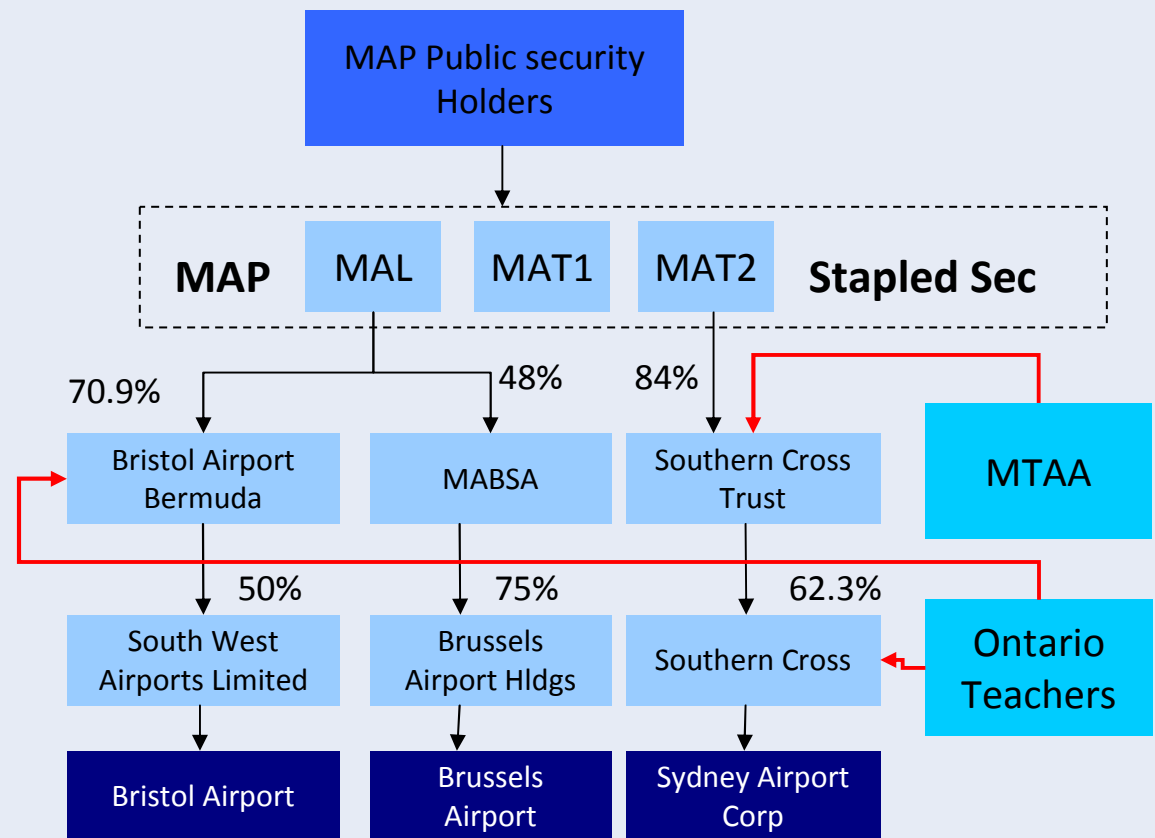 MAP Public security
Holders
MAP
MAL
MAT1
MAT2
Stapled Sec
70.9%
48%
84%
Bristol Airport
Bermuda
MABSA
Southern Cross
Trust
MTAA
50%
75%
62.3%
South West
Airports Limited
Brussels
Airport Hldgs
Southern Cross
Ontario
Teachers
Bristol Airport
Brussels
Airport
Sydney Airport
Corp